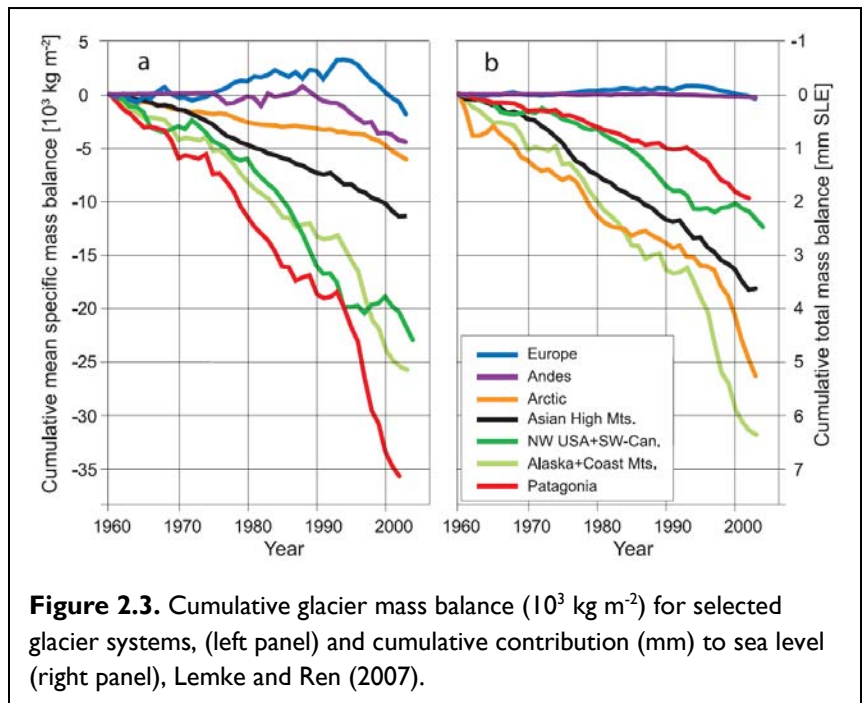 Cumulative mean specific mass balance [10³ kg m⁻²]
5
0
-5
-10
-15
-20
-25
-30
-35
a
1960
1970
1980
1990
2000
Year
b
Europe
Andes
Arctic
Asian High Mts.
NW USA+SW-Can.
Alaska+Coast Mts.
Patagonia
1960
1970
1980
1990
2000
Year
-1
0
1
2
3
4
5
6
7
Cumulative total mass balance [mm SLE]
Figure 2.3. Cumulative glacier mass balance (10³ kg m⁻²) for selected
glacier systems, (left panel) and cumulative contribution (mm) to sea level
(right panel), Lemke and Ren (2007).